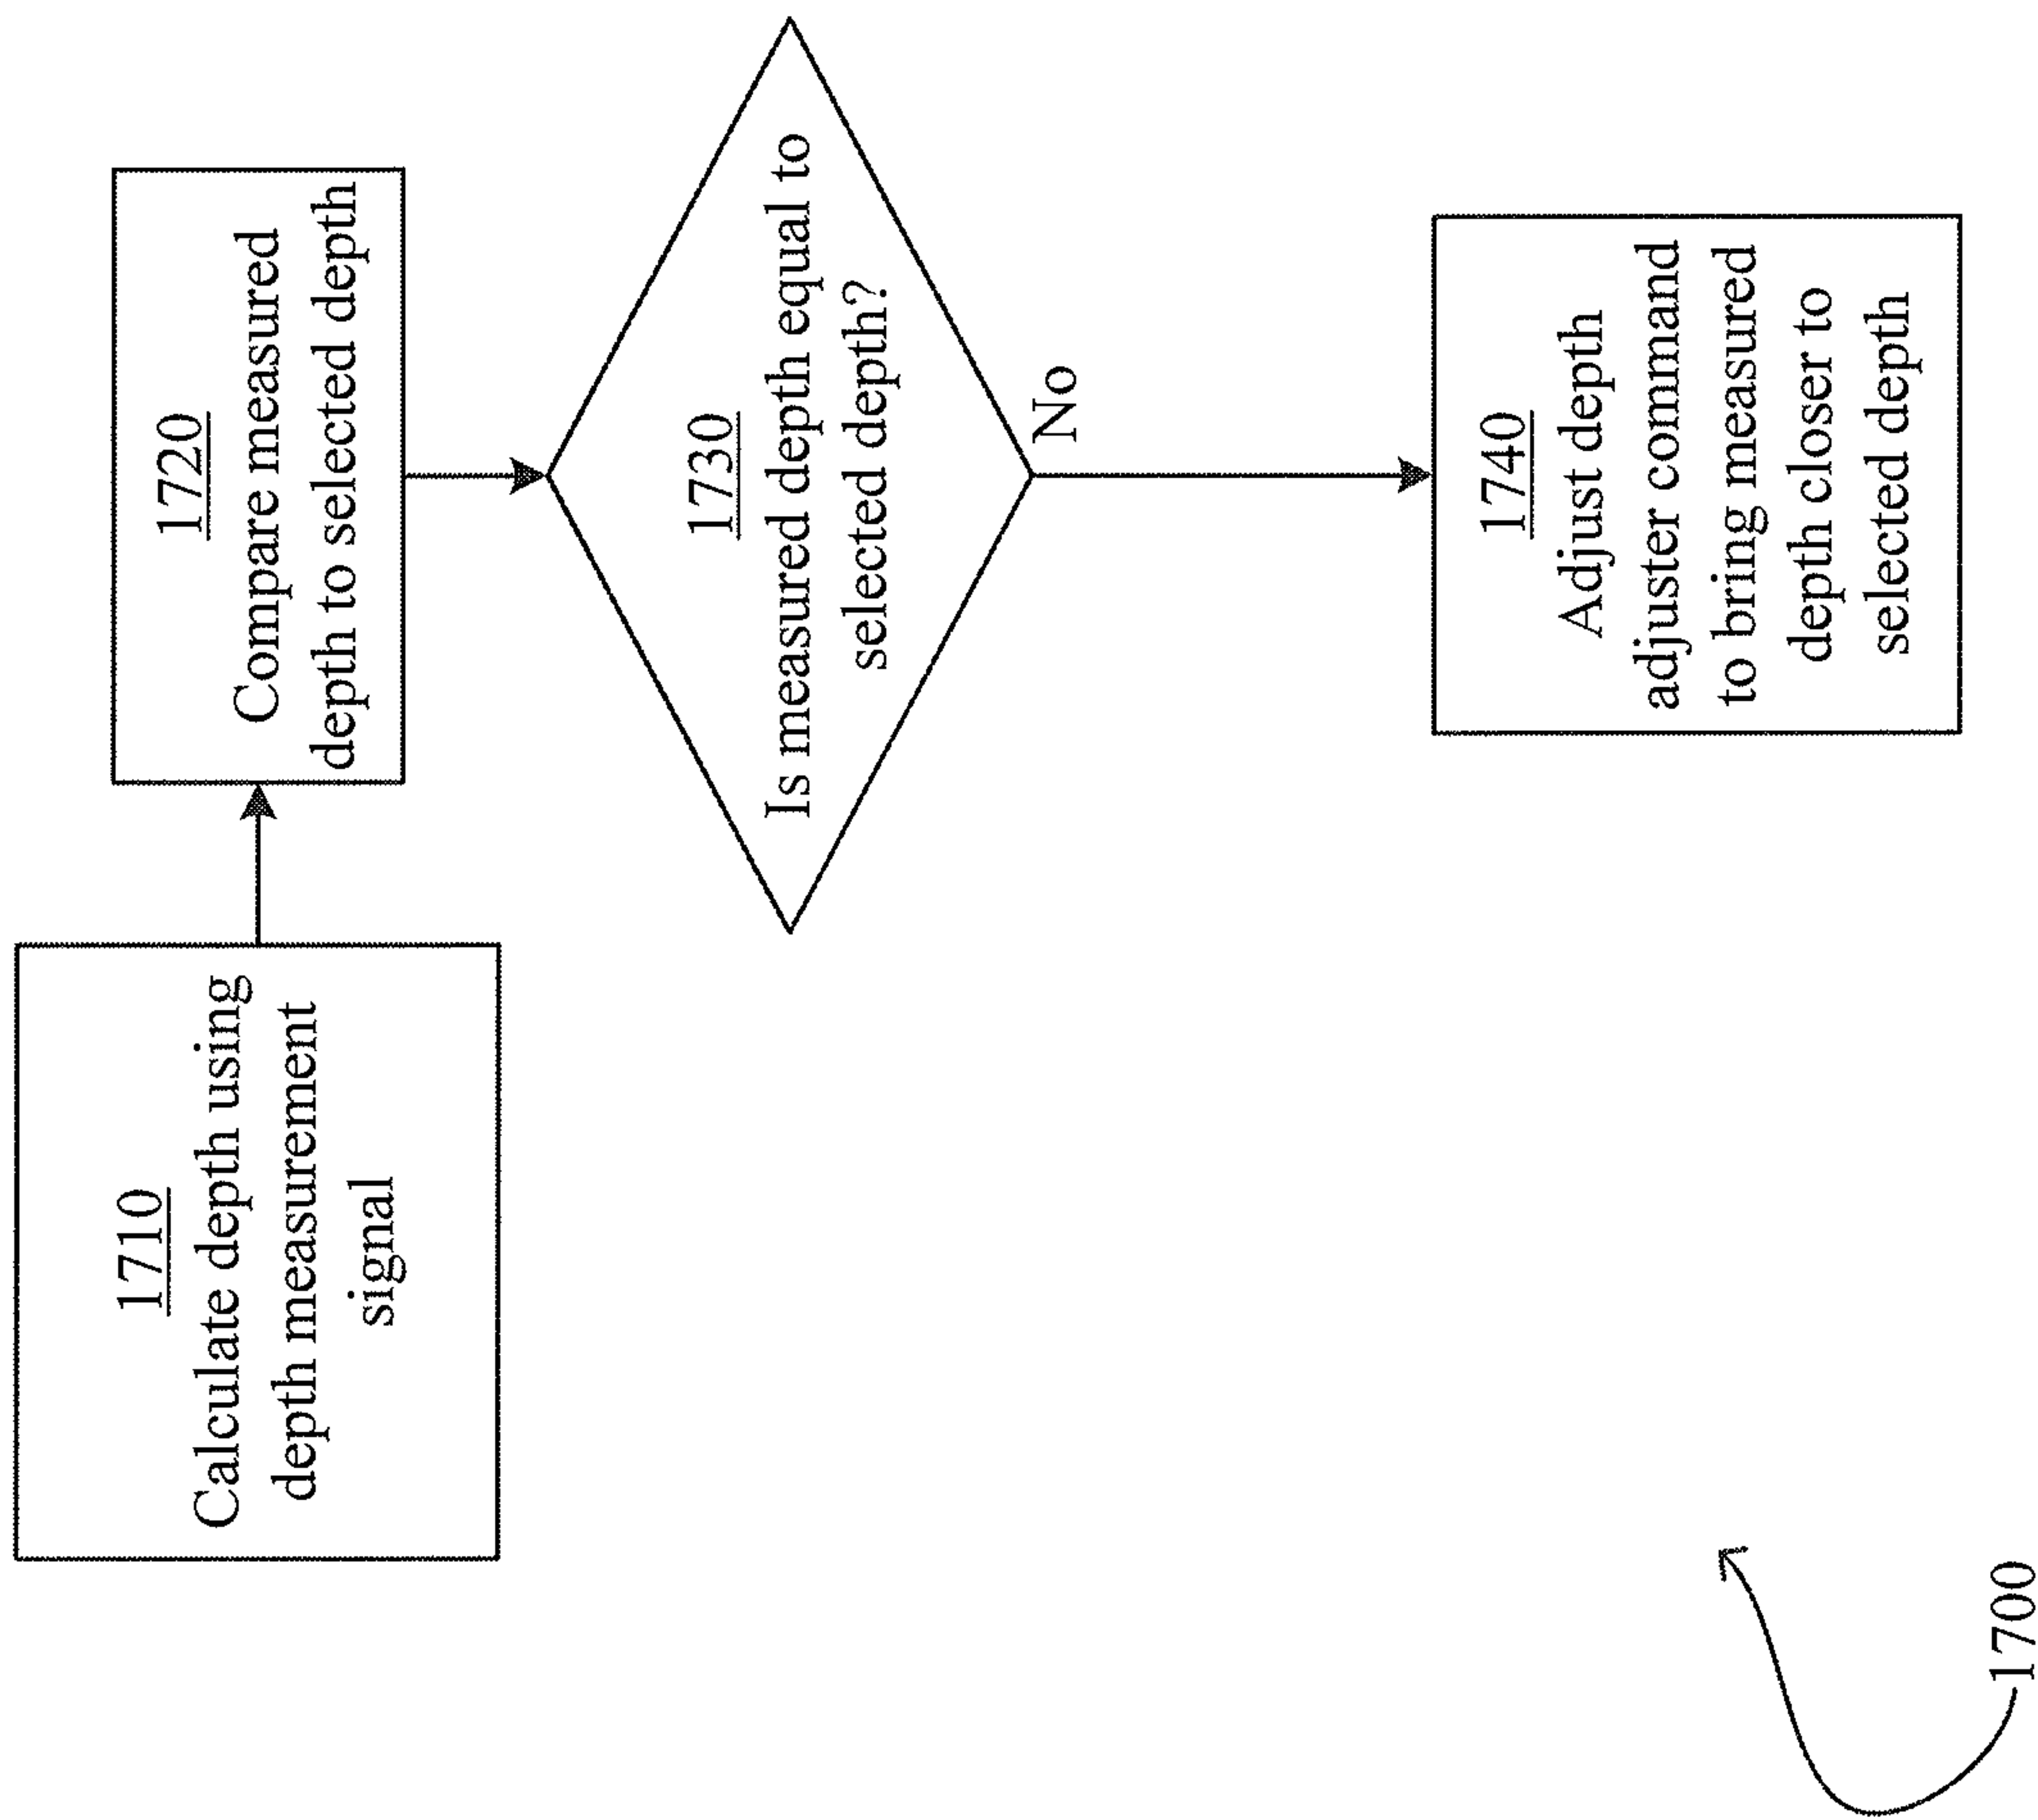 1710
Calculate depth using
depth measurement
signal
1720
Compare measured
depth to selected depth
1730
Is measured depth equal to
selected depth?
No
1740
Adjust depth
adjuster command
to bring measured
depth closer to
selected depth
1700